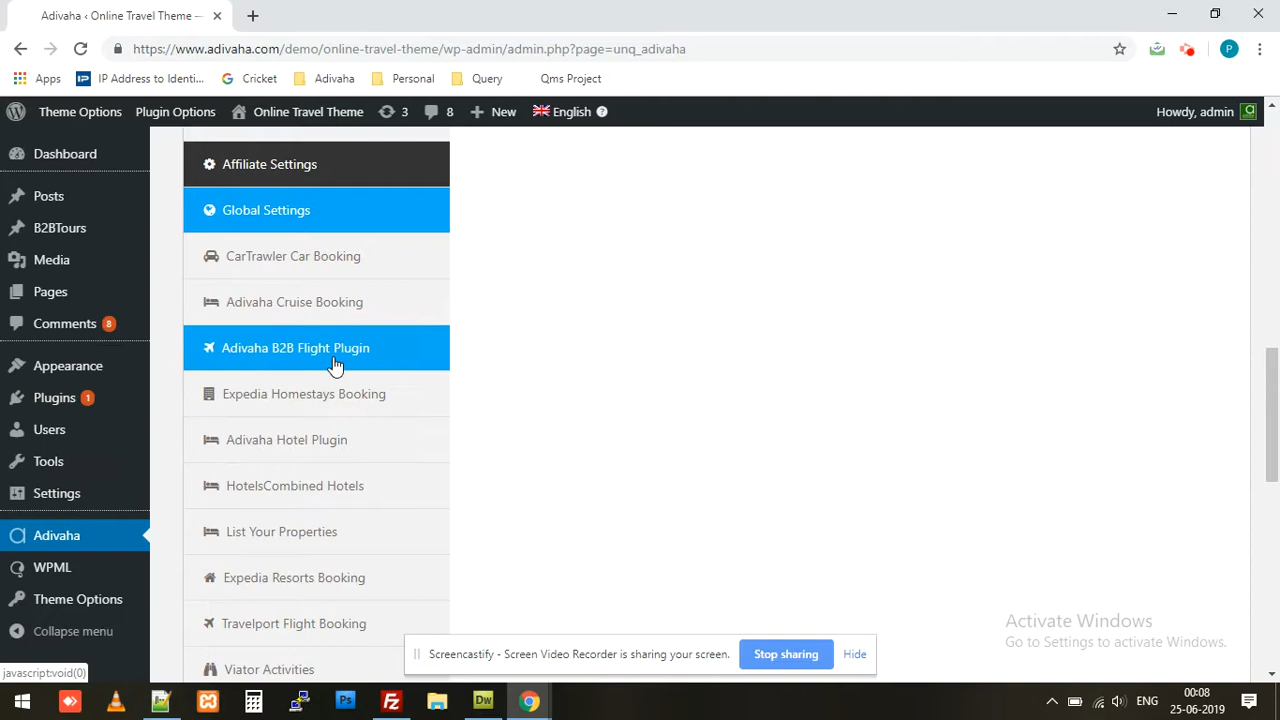 Adivaha ‹ Online Travel Theme —
https://www.adivaha.com/demo/online-travel-theme/wp-admin/admin.php?page=unq_adivaha
P
Apps
IP
IP Address to Identi...
Cricket
Adivaha
Personal
Query
Qms Project
Theme Options
Plugin Options
Online Travel Theme
3
8
New
English
Howdy, admin
Dashboard
Posts
B2BTours
Media
Pages
Comments 8
Appearance
Plugins 1
Users
Tools
Settings
Adivaha
WPML
Theme Options
Collapse menu
Affiliate Settings
Global Settings
CarTrawler Car Booking
Adivaha Cruise Booking
Adivaha B2B Flight Plugin
Expedia Homestays Booking
Adivaha Hotel Plugin
HotelsCombined Hotels
List Your Properties
Expedia Resorts Booking
Travelport Flight Booking
Viator Activities
Activate Windows
Go to Settings to activate Windows.
Screencastify - Screen Video Recorder is sharing your screen.
Stop sharing
Hide
javascript:void(0)
Ps
Fz
Dw
ENG
00:08
25-06-2019